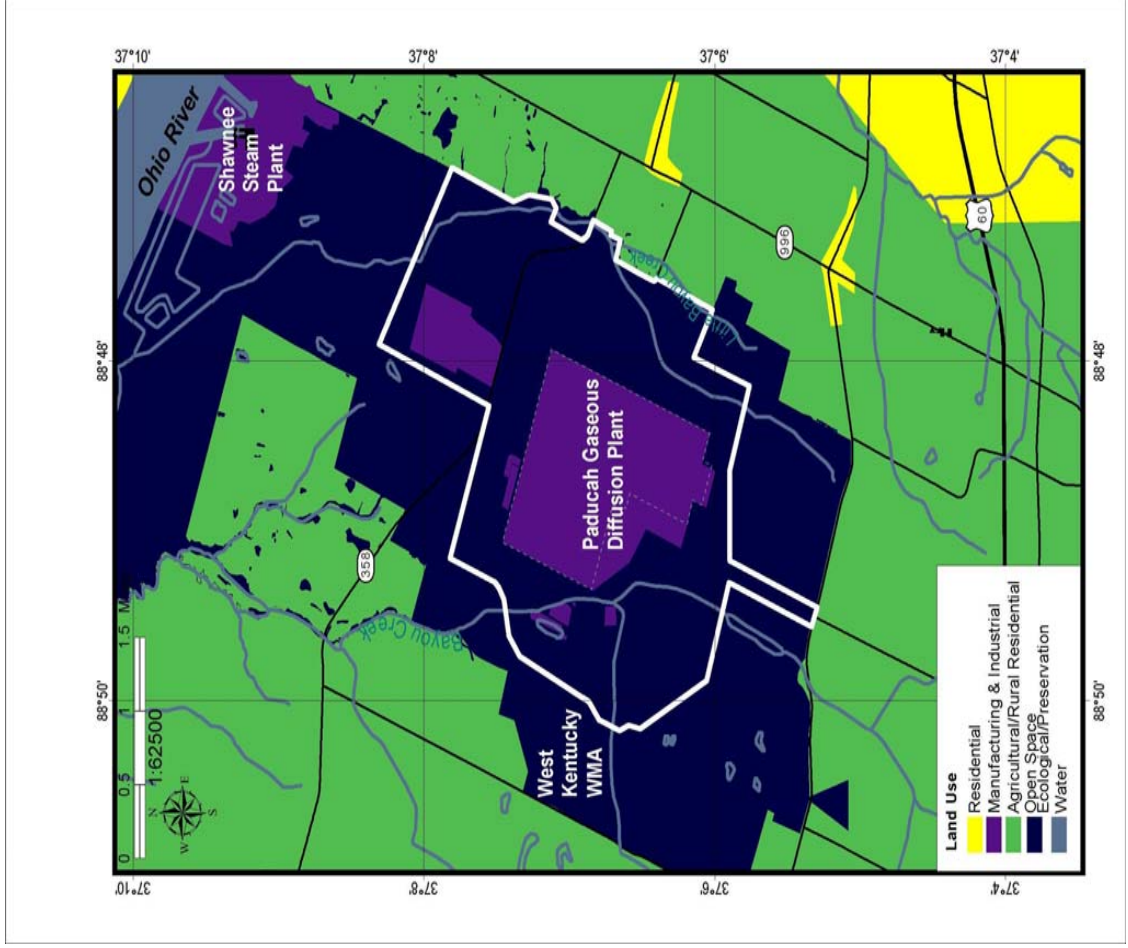 37°10'
37°8'
37°6'
37°4'
Ohio River
Shawnee
Steam
Plant
996
60
Little Bayou Creek
88°48'
88°48'
Paducah Gaseous
Diffusion Plant
358
Bayou Creek
88°50'
88°50'
West
Kentucky
WMA
0 0.5 1 1.5 M
1:62500
N
E
S
W
Land Use
Residential
Manufacturing & Industrial
Agricultural/Rural Residential
Open Space
Ecological/Preservation
Water
37°10'
37°8'
37°6'
37°4'